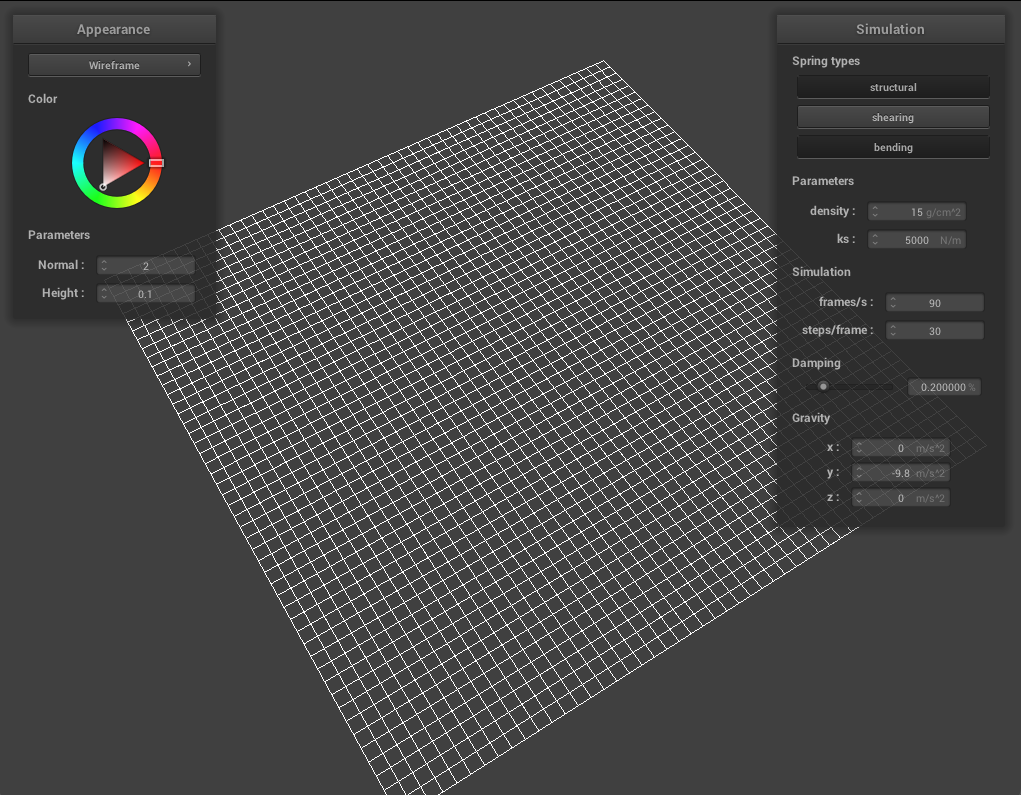 Appearance
Wireframe
Color
Parameters
Normal : 2
Height : 0.1
Simulation
Spring types
structural
shearing
bending
Parameters
density : 15 g/cm^2
ks : 5000 N/m
Simulation
frames/s : 90
steps/frame : 30
Damping
0.200000 %
Gravity
x : 0 m/s^2
y : -9.8 m/s^2
z : 0 m/s^2